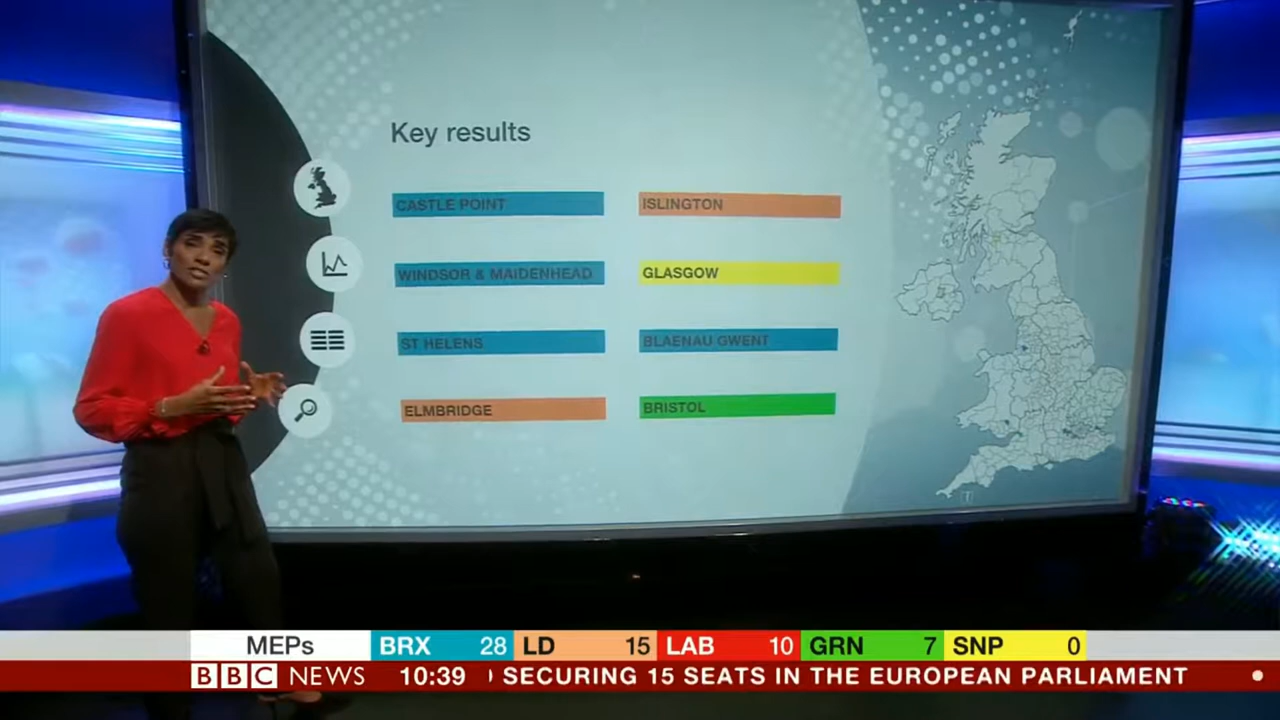 Key results
CASTLE POINT
ISLINGTON
WINDSOR & MAIDENHEAD
GLASGOW
ST HELENS
BLAENAU GWENT
ELMBRIDGE
BRISTOL
MEPs BRX 28 LD 15 LAB 10 GRN 7 SNP 0
BBC NEWS 10:39 SECURING 15 SEATS IN THE EUROPEAN PARLIAMENT